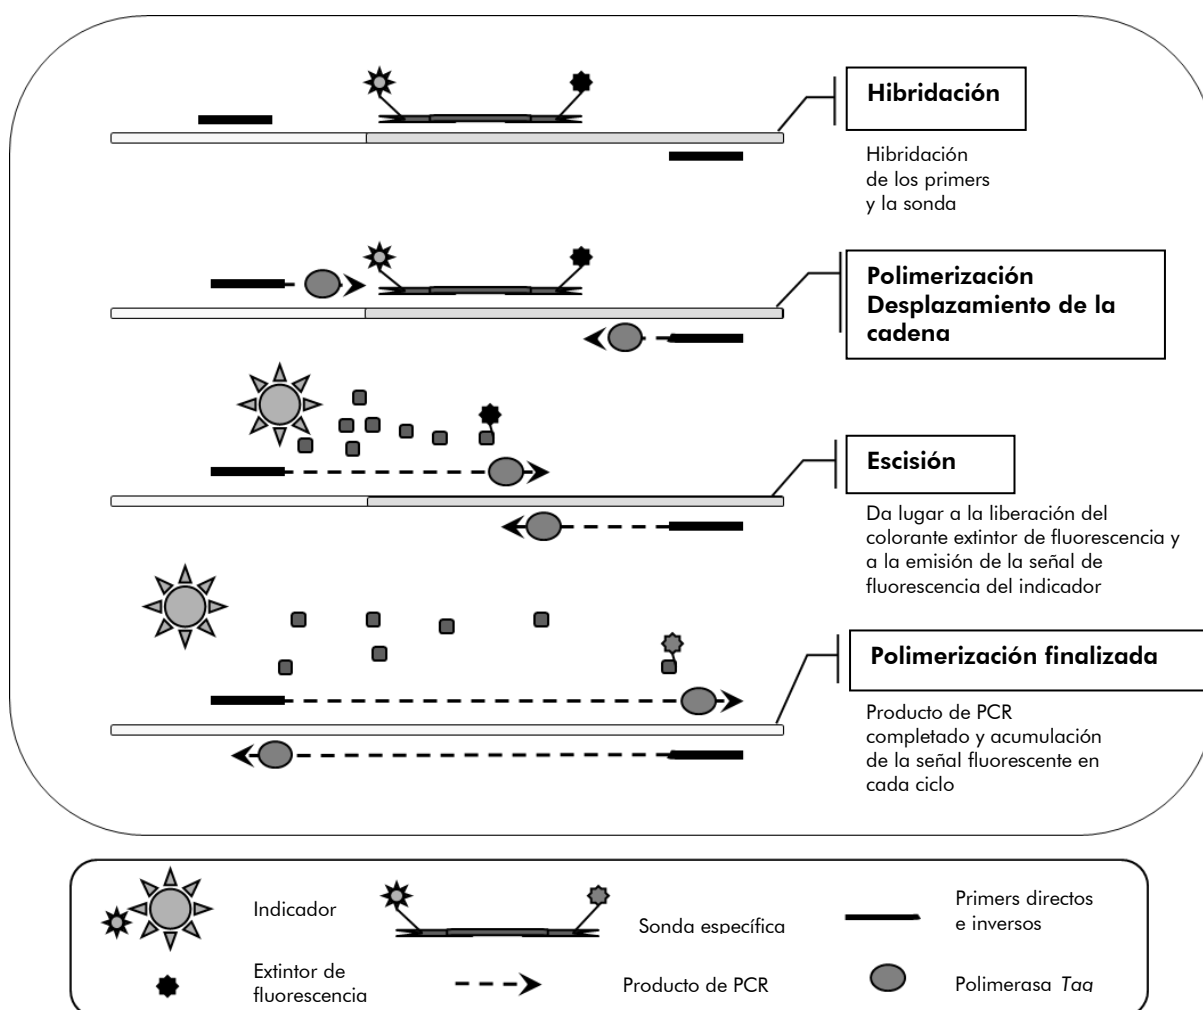 Hibridación
Hibridación
de los primers
y la sonda
Polimerización
Desplazamiento de la
cadena
Escisión
Da lugar a la liberación del
colorante extintor de fluorescencia y
a la emisión de la señal de
fluorescencia del indicador
Polimerización finalizada
Producto de PCR
completado y acumulación
de la señal fluorescente en
cada ciclo
Indicador
Sonda específica
Primers directos
e inversos
Extintor de
fluorescencia
Producto de PCR
Polimerasa Taq